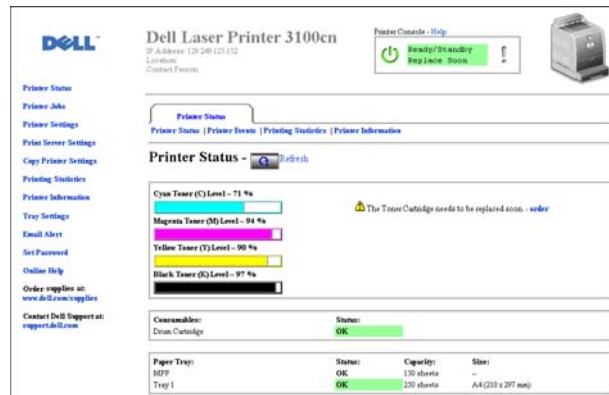 DELL
Dell Laser Printer 3100cn
IP Address: 129.249.123.152
Location:
Contact Person:
Printer Console - Help
Ready/Standby
Replace Soon
Printer Status
Printer Jobs
Printer Settings
Print Server Settings
Copy Printer Settings
Printing Statistics
Printer Information
Tray Settings
Email Alert
Set Password
Online Help
Order supplies at:
www.dell.com/supplies
Contact Dell Support at:
support.dell.com
Printer Status
Printer Status | Printer Events | Printing Statistics | Printer Information
Printer Status - Refresh
Cyan Toner (C) Level – 71 %
Magenta Toner (M) Level – 94 %
Yellow Toner (Y) Level – 90 %
Black Toner (K) Level – 97 %
The Toner Cartridge needs to be replaced soon. - order
Consumables: Status:
Drum Cartridge OK
Paper Tray: Status: Capacity: Size:
MPF OK 150 sheets --
Tray 1 OK 250 sheets A4 (210 x 297 mm)